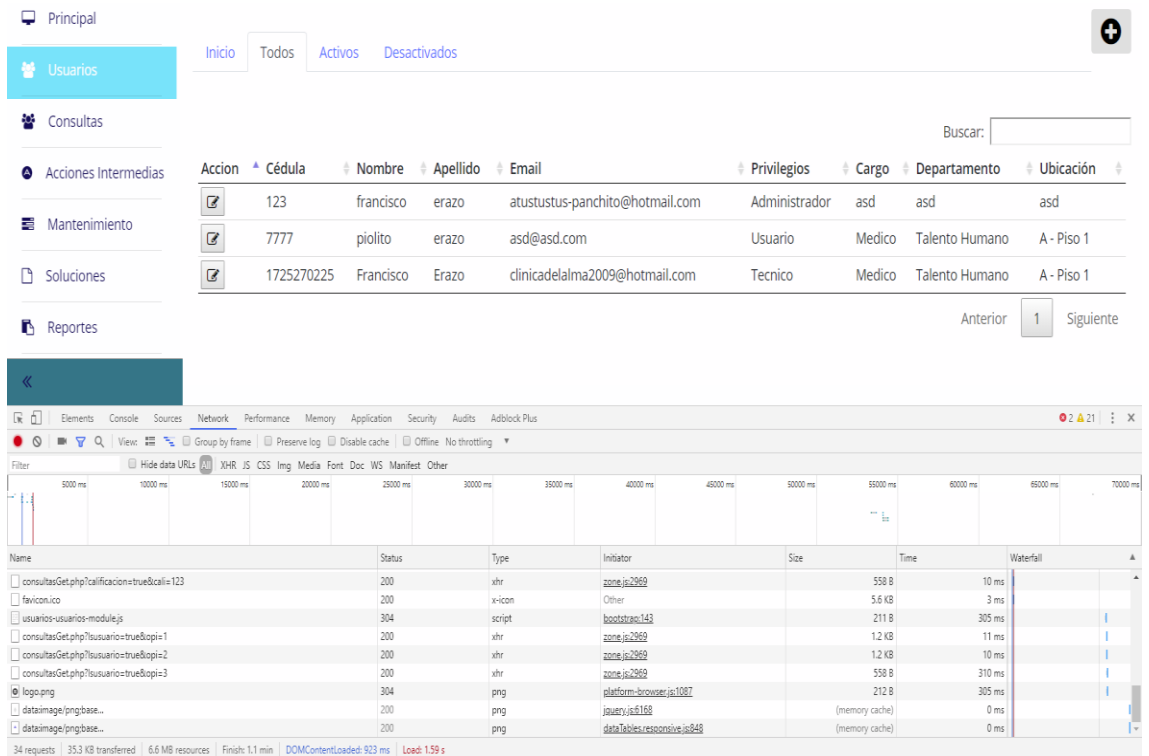 Principal
Usuarios
Consultas
Acciones Intermedias
Mantenimiento
Soluciones
Reportes
Inicio Todos Activos Desactivados
Buscar:
Accion Cédula Nombre Apellido Email Privilegios Cargo Departamento Ubicación
123 francisco erazo atustustus-panchito@hotmail.com Administrador asd asd asd
7777 piolito erazo asd@asd.com Usuario Medico Talento Humano A - Piso 1
1725270225 Francisco Erazo clinicadelalma2009@hotmail.com Tecnico Medico Talento Humano A - Piso 1
Anterior 1 Siguiente
Elements Console Sources Network Performance Memory Application Security Audits Adblock Plus 2 21
View: Group by frame Preserve log Disable cache Offline No throttling
Filter Hide data URLs All XHR JS CSS Img Media Font Doc WS Manifest Other
5000 ms 10000 ms 15000 ms 20000 ms 25000 ms 30000 ms 35000 ms 40000 ms 45000 ms 50000 ms 55000 ms 60000 ms 65000 ms 70000 ms
Name Status Type Initiator Size Time Waterfall
consultasGet.php?calificacion=true&cali=123 200 xhr zone.js:2969 558 B 10 ms
favicon.ico 200 x-icon Other 5.6 KB 3 ms
usuarios-usuarios-module.js 304 script bootstrap:143 211 B 305 ms
consultasGet.php?lsusuario=true&opi=1 200 xhr zone.js:2969 1.2 KB 11 ms
consultasGet.php?lsusuario=true&opi=2 200 xhr zone.js:2969 1.2 KB 10 ms
consultasGet.php?lsusuario=true&opi=3 200 xhr zone.js:2969 558 B 310 ms
logo.png 304 png platform-browser.js:1087 212 B 305 ms
data:image/png;base... 200 png jquery.js:6168 (memory cache) 0 ms
data:image/png;base... 200 png dataTables.responsive.js:848 (memory cache) 0 ms
34 requests 35.3 KB transferred 6.6 MB resources Finish: 1.1 min DOMContentLoaded: 923 ms Load: 1.59 s